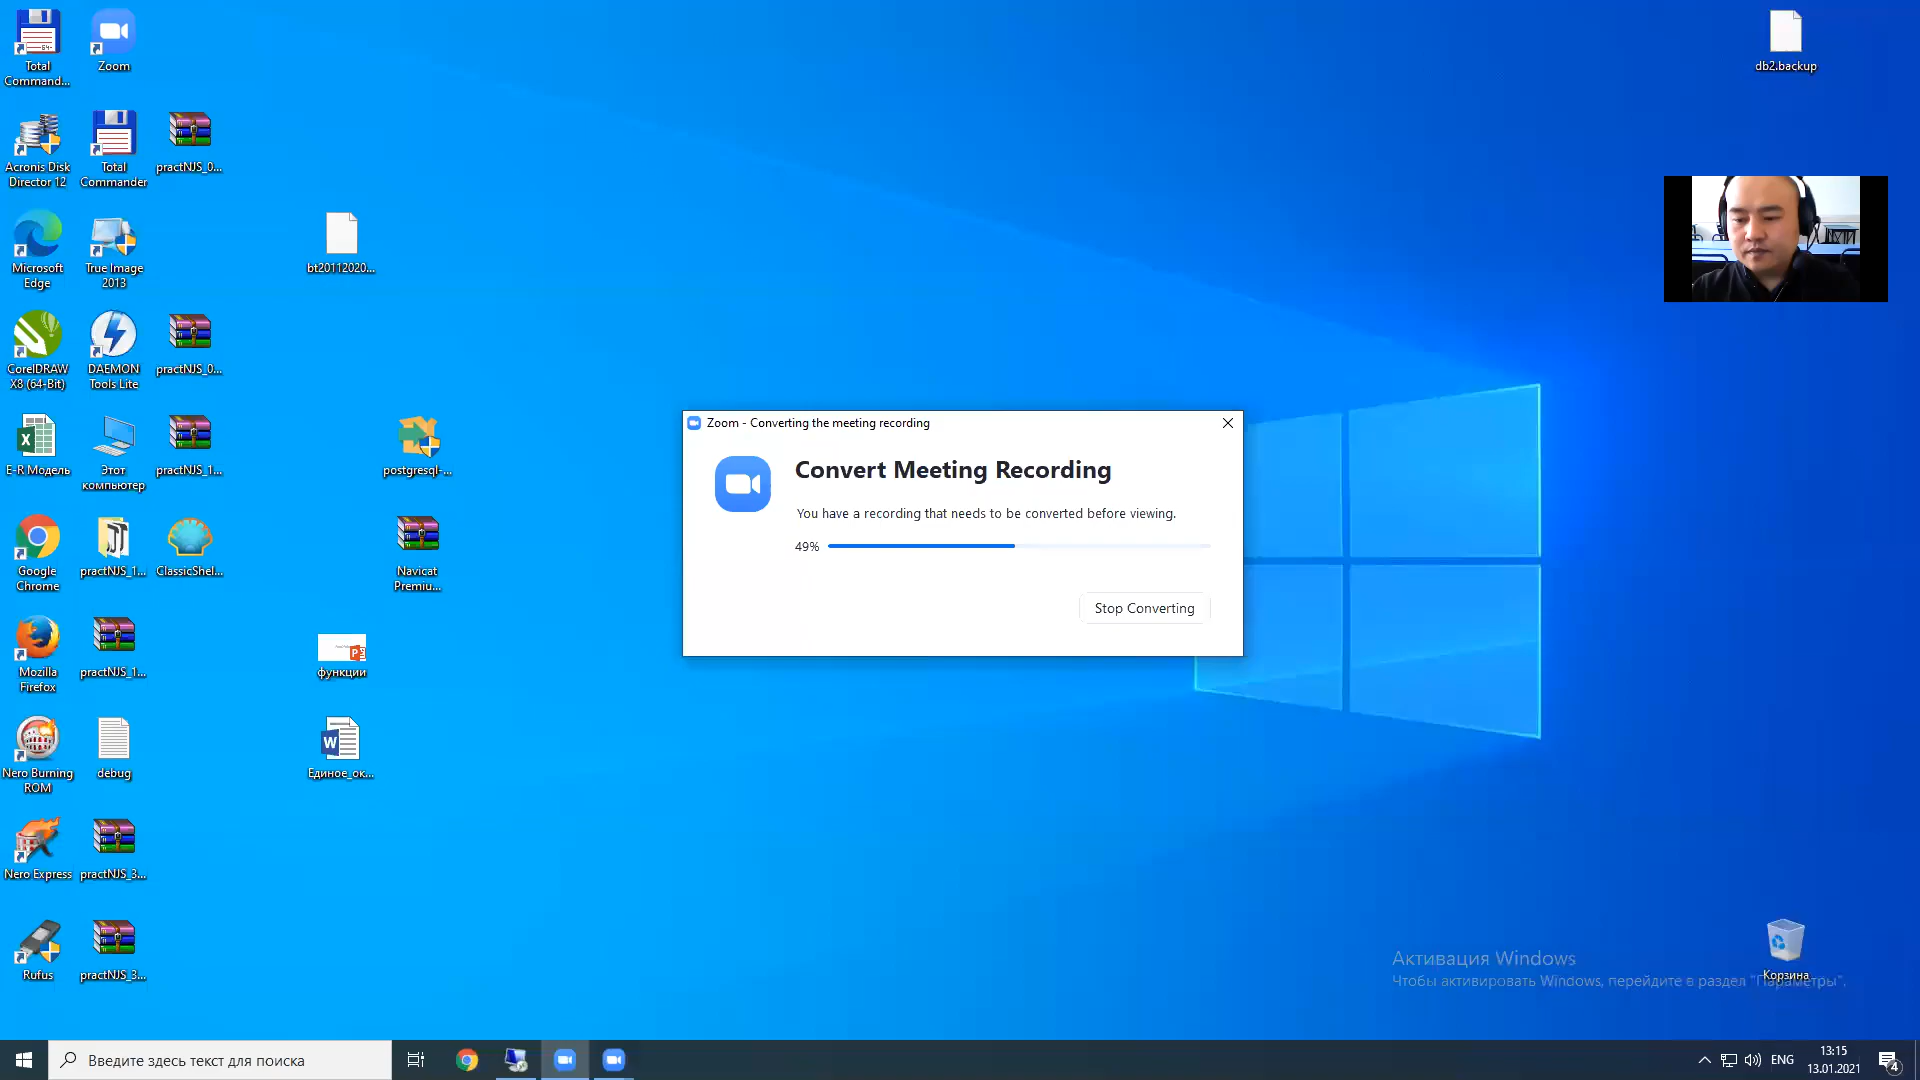 Total
Command...
Zoom
db2.backup
Acronis Disk
Director 12
Total
Commander
practNJS_0...
Microsoft
Edge
True Image
2013
bt20112020...
CorelDRAW
X8 (64-Bit)
DAEMON
Tools Lite
practNJS_0...
Zoom - Converting the meeting recording
Convert Meeting Recording
You have a recording that needs to be converted before viewing.
49%
Stop Converting
E-R Модель
Этот
компьютер
practNJS_1...
postgresql-...
Google
Chrome
practNJS_1...
ClassicShel...
Navicat
Premiu...
Mozilla
Firefox
practNJS_1...
функции
Nero Burning
ROM
debug
Единое_ок...
Nero Express
practNJS_3...
Rufus
practNJS_3...
Активация Windows
Чтобы активировать Windows, перейдите в раздел "Параметры".
Корзина
Введите здесь текст для поиска
ENG
13:15
13.01.2021
4